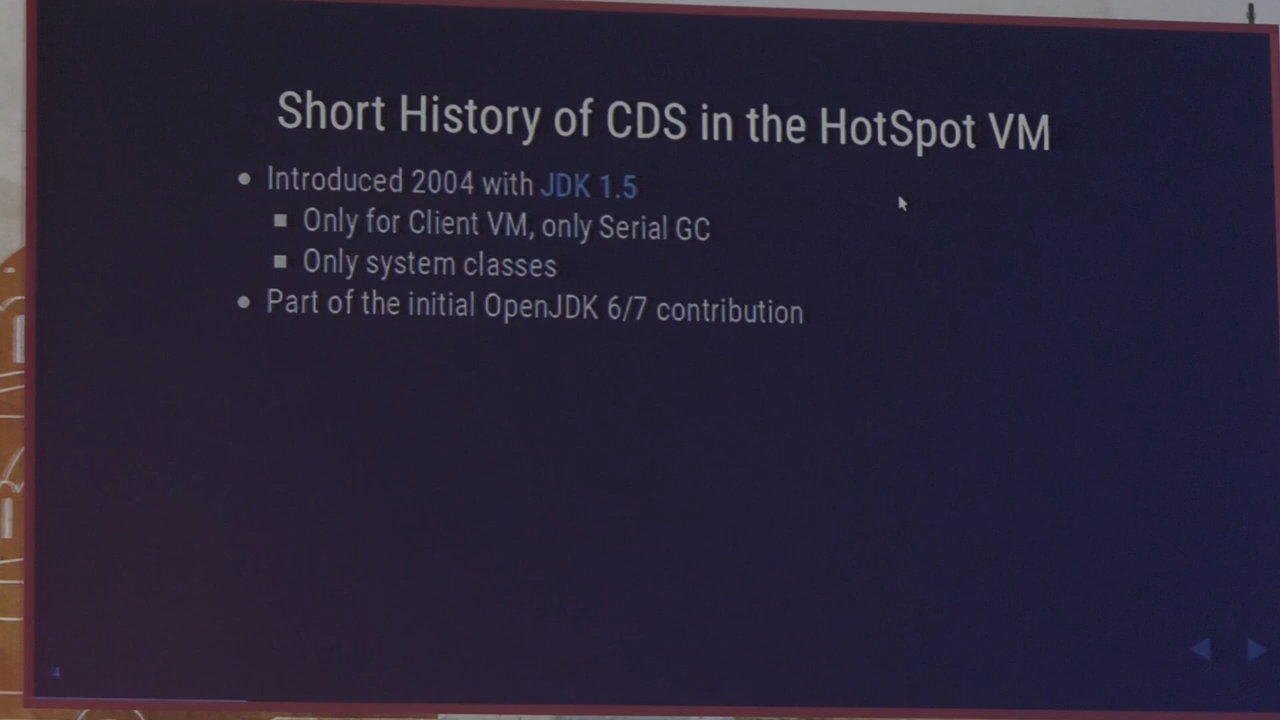 Short History of CDS in the HotSpot VM
Introduced 2004 with JDK 1.5
Only for Client VM, only Serial GC
Only system classes
Part of the initial OpenJDK 6/7 contribution
4